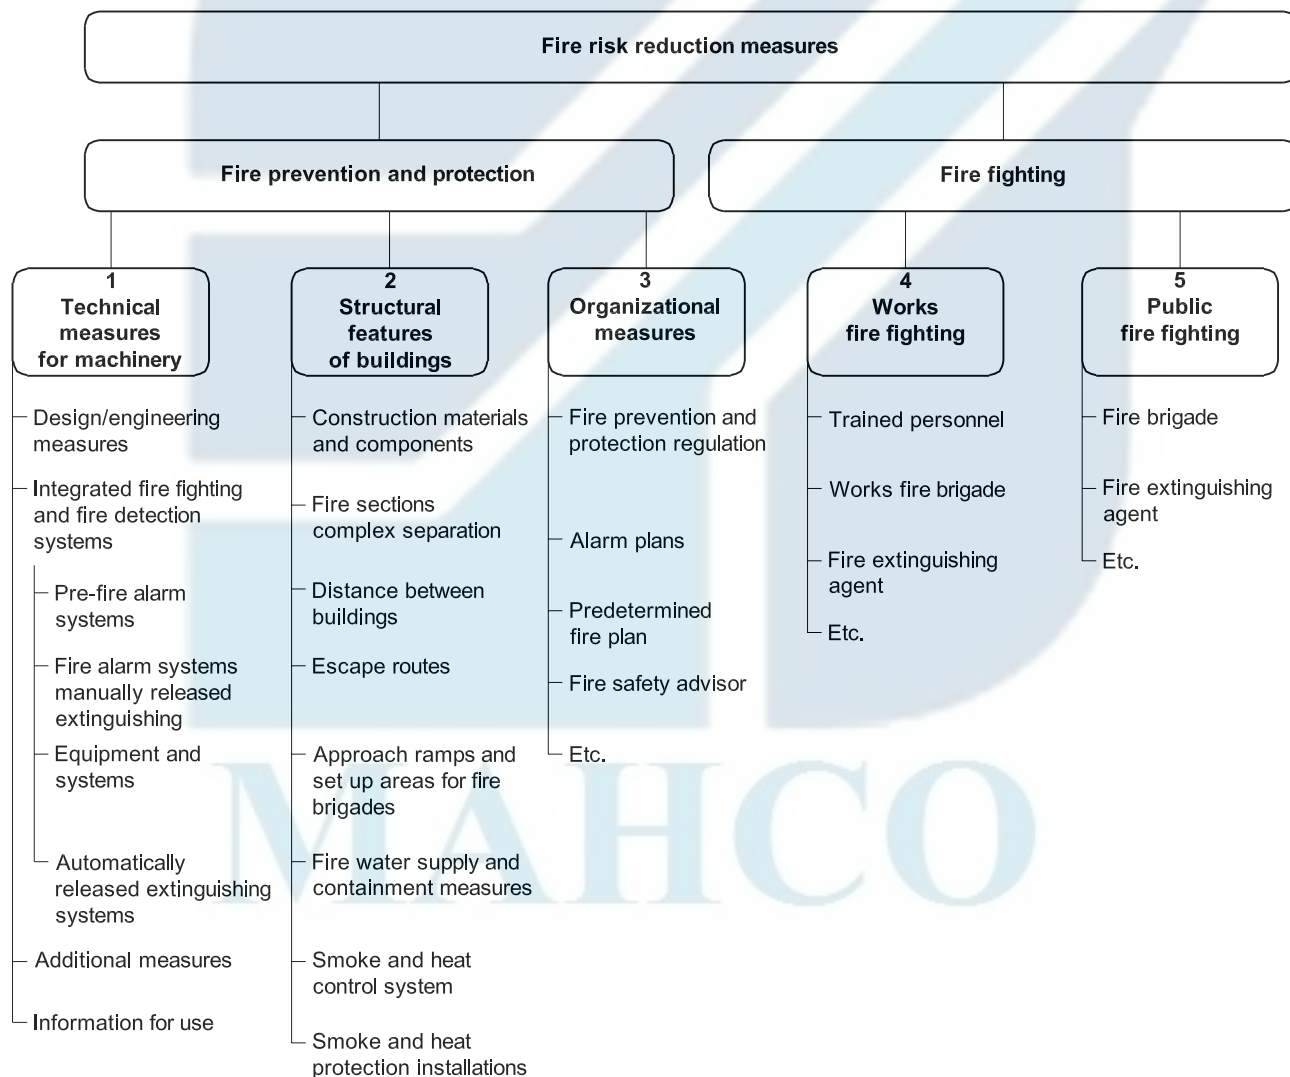 Fire risk reduction measures
Fire prevention and protection
Fire fighting
1
Technical
measures
for machinery
2
Structural
features
of buildings
3
Organizational
measures
4
Works
fire fighting
5
Public
fire fighting
Design/engineering
measures
Integrated fire fighting
and fire detection
systems
Pre-fire alarm
systems
Fire alarm systems
manually released
extinguishing
Equipment and
systems
Automatically
released extinguishing
systems
Additional measures
Information for use
Construction materials
and components
Fire sections
complex separation
Distance between
buildings
Escape routes
Approach ramps and
set up areas for fire
brigades
Fire water supply and
containment measures
Smoke and heat
control system
Smoke and heat
protection installations
Fire prevention and
protection regulation
Alarm plans
Predetermined
fire plan
Fire safety advisor
Etc.
Trained personnel
Works fire brigade
Fire extinguishing
agent
Etc.
Fire brigade
Fire extinguishing
agent
Etc.
MAHCO